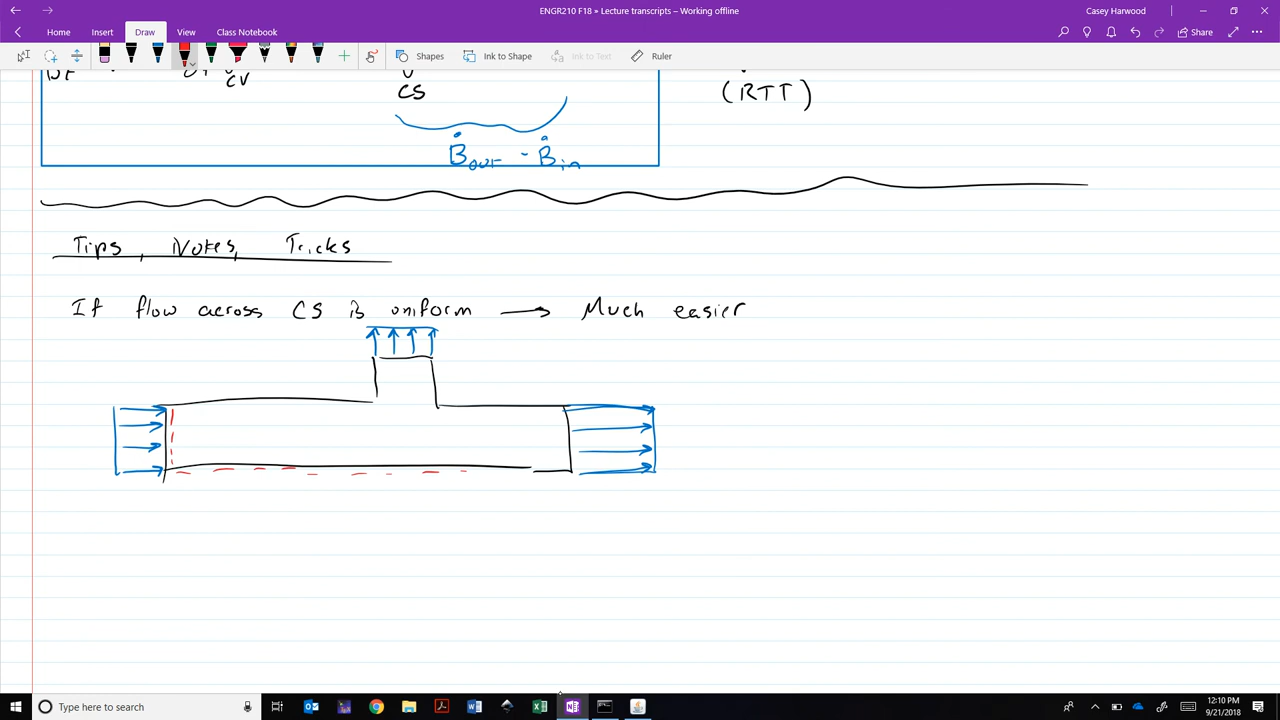 ENGR210 F18 » Lecture transcripts – Working offline
Casey Harwood
Home Insert Draw View Class Notebook
Share
Shapes Ink to Shape Ink to Text Ruler
CV
CS
(RTT)
Bout - Bin
Tips, Notes, Tricks
If flow across CS is uniform → Much easier
Type here to search
12:10 PM
9/21/2018